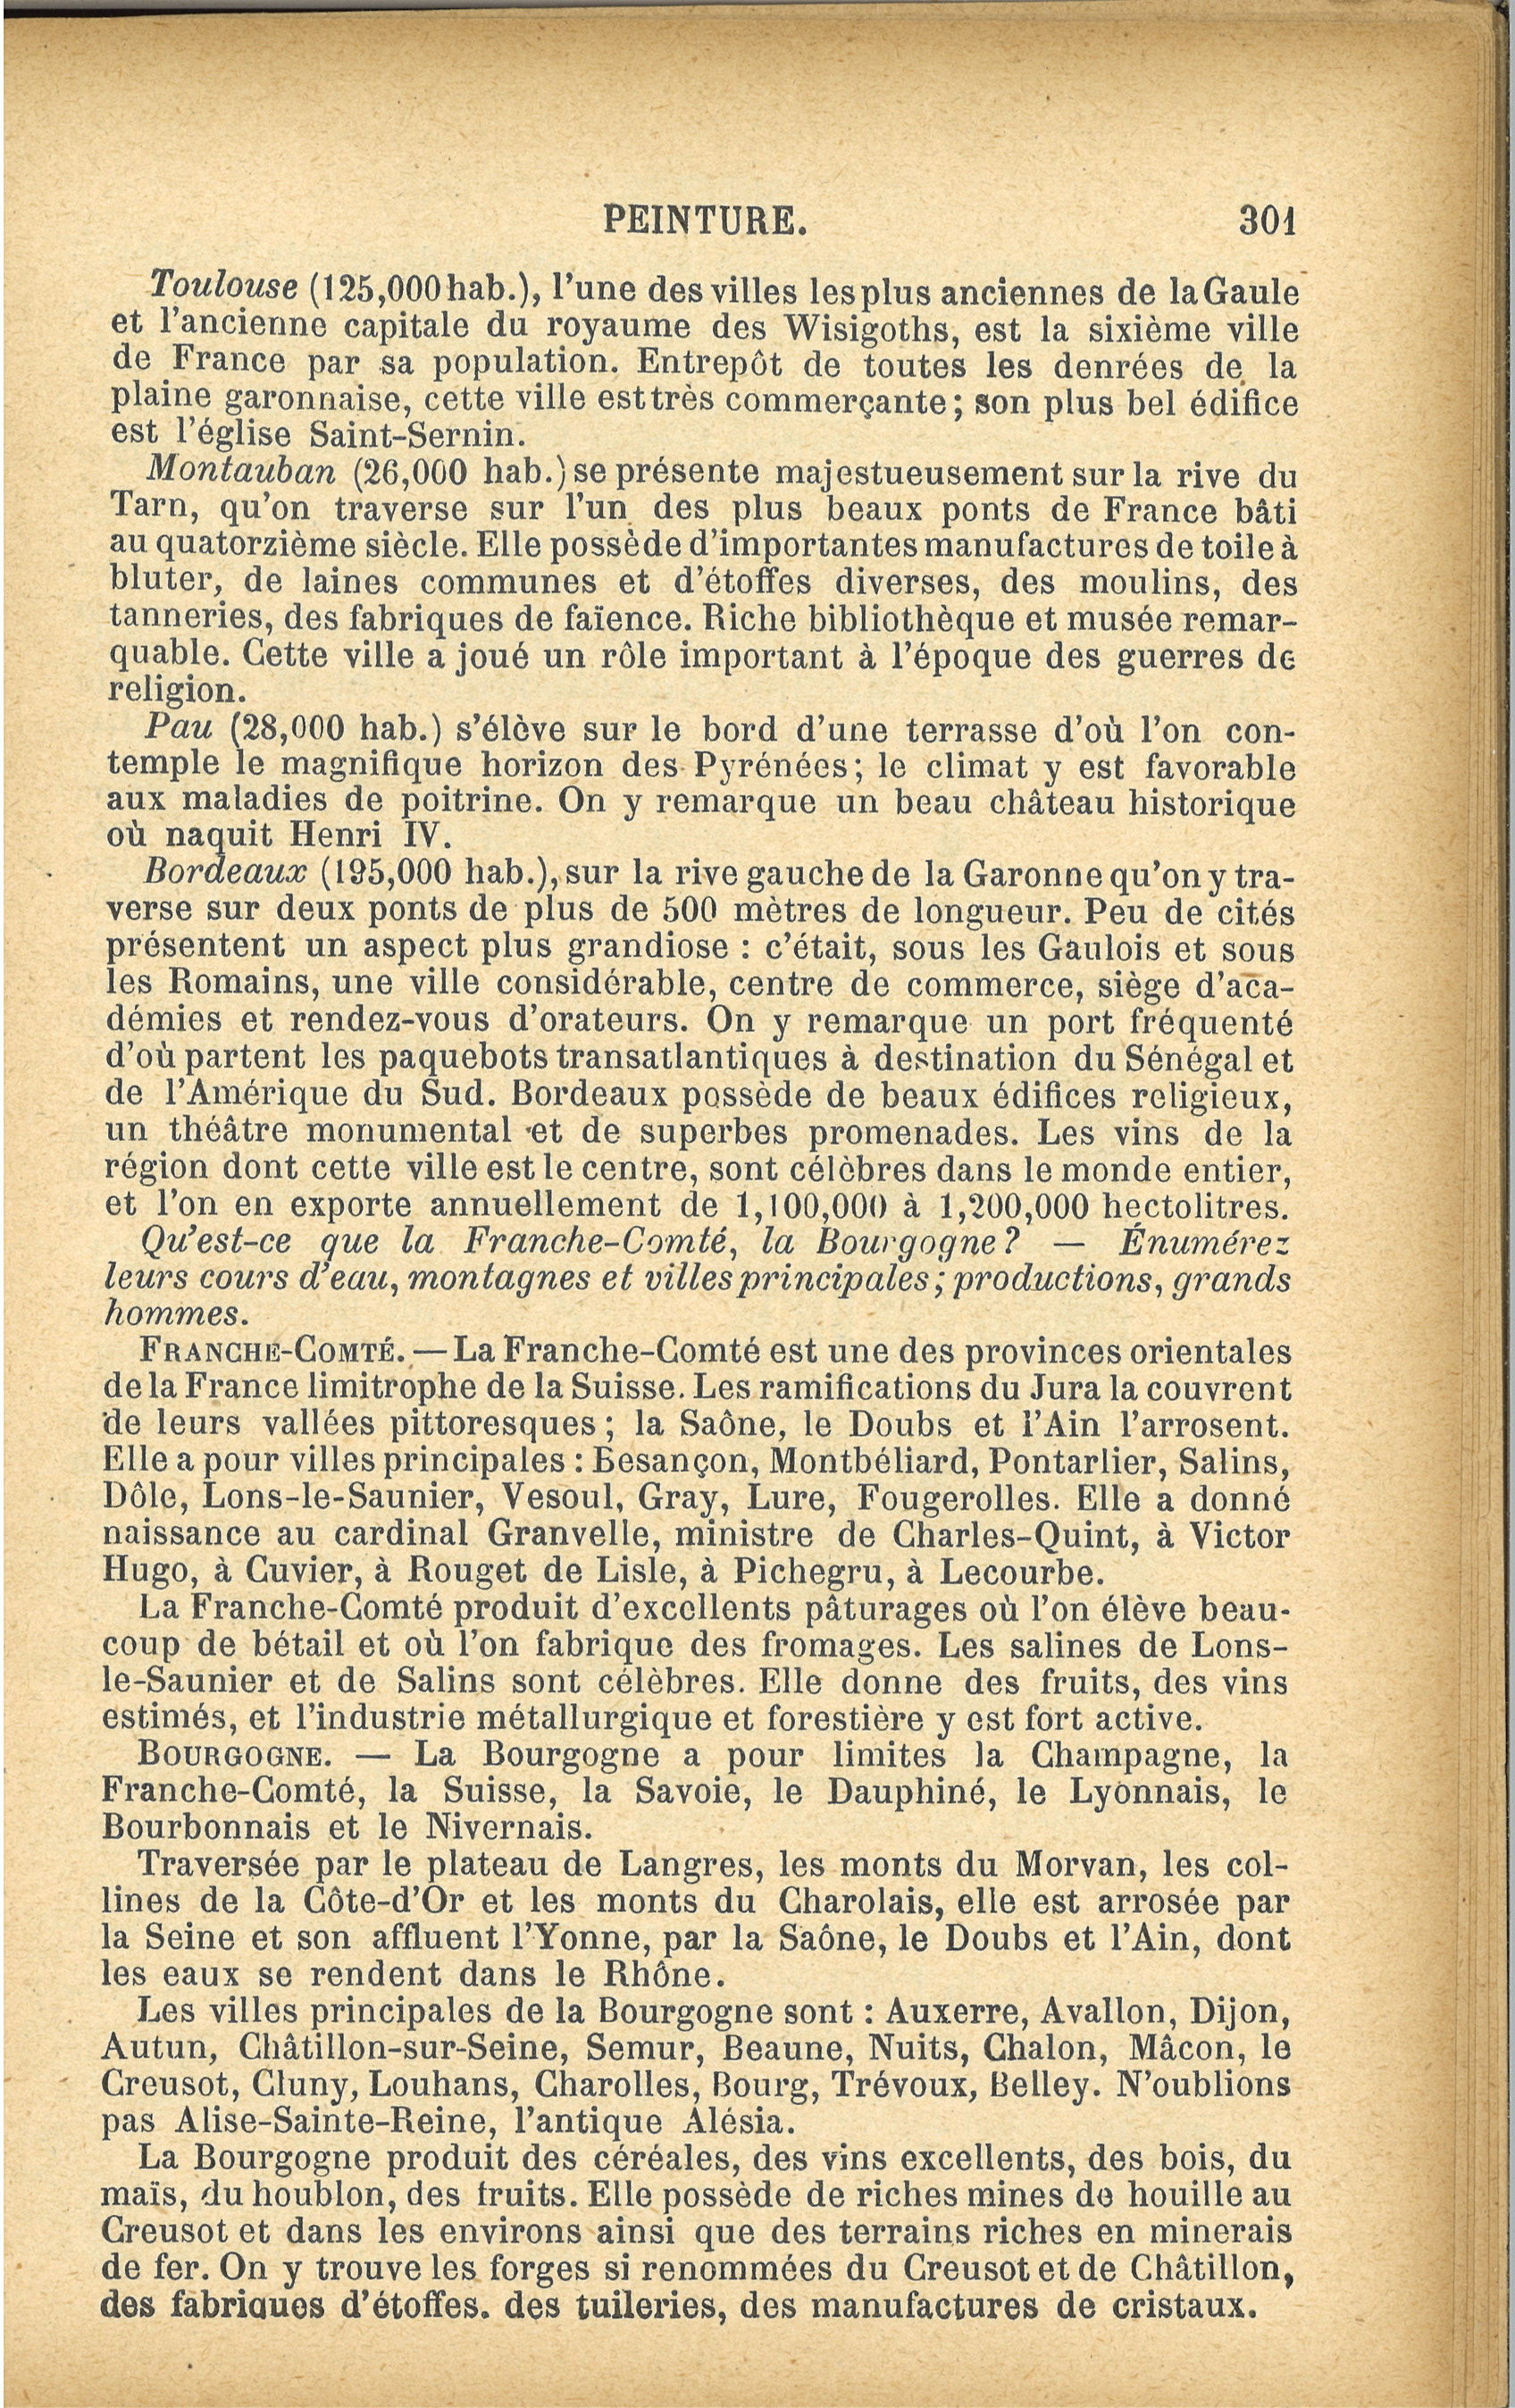 PEINTURE. 301
Toulouse (125,000 hab.), l'une des villes les plus anciennes de la Gaule
et l'ancienne capitale du royaume des Wisigoths, est la sixième ville
de France par sa population. Entrepôt de toutes les denrées de la
plaine garonnaise, cette ville est très commerçante; son plus bel édifice
est l'église Saint-Sernin.
Montauban (26,000 hab.) se présente majestueusement sur la rive du
Tarn, qu'on traverse sur l'un des plus beaux ponts de France bâti
au quatorzième siècle. Elle possède d'importantes manufactures de toile à
bluter, de laines communes et d'étoffes diverses, des moulins, des
tanneries, des fabriques de faïence. Riche bibliothèque et musée remar-
quable. Cette ville a joué un rôle important à l'époque des guerres de
religion.
Pau (28,000 hab.) s'élève sur le bord d'une terrasse d'où l'on con-
temple le magnifique horizon des Pyrénées; le climat y est favorable
aux maladies de poitrine. On y remarque un beau château historique
où naquit Henri IV.
Bordeaux (195,000 hab.), sur la rive gauche de la Garonne qu'on y tra-
verse sur deux ponts de plus de 500 mètres de longueur. Peu de cités
présentent un aspect plus grandiose : c'était, sous les Gaulois et sous
les Romains, une ville considérable, centre de commerce, siège d'aca-
démies et rendez-vous d'orateurs. On y remarque un port fréquenté
d'où partent les paquebots transatlantiques à destination du Sénégal et
de l'Amérique du Sud. Bordeaux possède de beaux édifices religieux,
un théâtre monumental et de superbes promenades. Les vins de la
région dont cette ville est le centre, sont célèbres dans le monde entier,
et l'on en exporte annuellement de 1,100,000 à 1,200,000 hectolitres.
Qu'est-ce que la Franche-Comté, la Bourgogne? — Énumérez
leurs cours d'eau, montagnes et villes principales; productions, grands
hommes.
FRANCHE-COMTÉ. — La Franche-Comté est une des provinces orientales
de la France limitrophe de la Suisse. Les ramifications du Jura la couvrent
de leurs vallées pittoresques; la Saône, le Doubs et l'Ain l'arrosent.
Elle a pour villes principales : Besançon, Montbéliard, Pontarlier, Salins,
Dôle, Lons-le-Saunier, Vesoul, Gray, Lure, Fougerolles. Elle a donné
naissance au cardinal Granvelle, ministre de Charles-Quint, à Victor
Hugo, à Cuvier, à Rouget de Lisle, à Pichegru, à Lecourbe.
La Franche-Comté produit d'excellents pâturages où l'on élève beau-
coup de bétail et où l'on fabrique des fromages. Les salines de Lons-
le-Saunier et de Salins sont célèbres. Elle donne des fruits, des vins
estimés, et l'industrie métallurgique et forestière y est fort active.
BOURGOGNE. — La Bourgogne a pour limites la Champagne, la
Franche-Comté, la Suisse, la Savoie, le Dauphiné, le Lyonnais, le
Bourbonnais et le Nivernais.
Traversée par le plateau de Langres, les monts du Morvan, les col-
lines de la Côte-d'Or et les monts du Charolais, elle est arrosée par
la Seine et son affluent l'Yonne, par la Saône, le Doubs et l'Ain, dont
les eaux se rendent dans le Rhône.
Les villes principales de la Bourgogne sont : Auxerre, Avallon, Dijon,
Autun, Châtillon-sur-Seine, Semur, Beaune, Nuits, Chalon, Mâcon, le
Creusot, Cluny, Louhans, Charolles, Bourg, Trévoux, Belley. N'oublions
pas Alise-Sainte-Reine, l'antique Alésia.
La Bourgogne produit des céréales, des vins excellents, des bois, du
maïs, du houblon, des fruits. Elle possède de riches mines de houille au
Creusot et dans les environs ainsi que des terrains riches en minerais
de fer. On y trouve les forges si renommées du Creusot et de Châtillon,
des fabriques d'étoffes, des tuileries, des manufactures de cristaux.